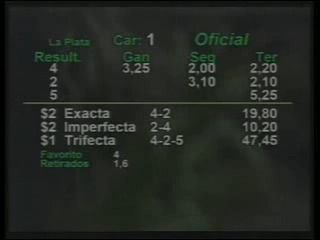 La Plata Car: 1 Oficial
Result. Gan Seg Ter
4 3,25 2,00 2,20
2 3,10 2,10
5 5,25
$2 Exacta 4-2 19,80
$2 Imperfecta 2-4 10,20
$1 Trifecta 4-2-5 47,45
Favorito 4
Retirados 1,6